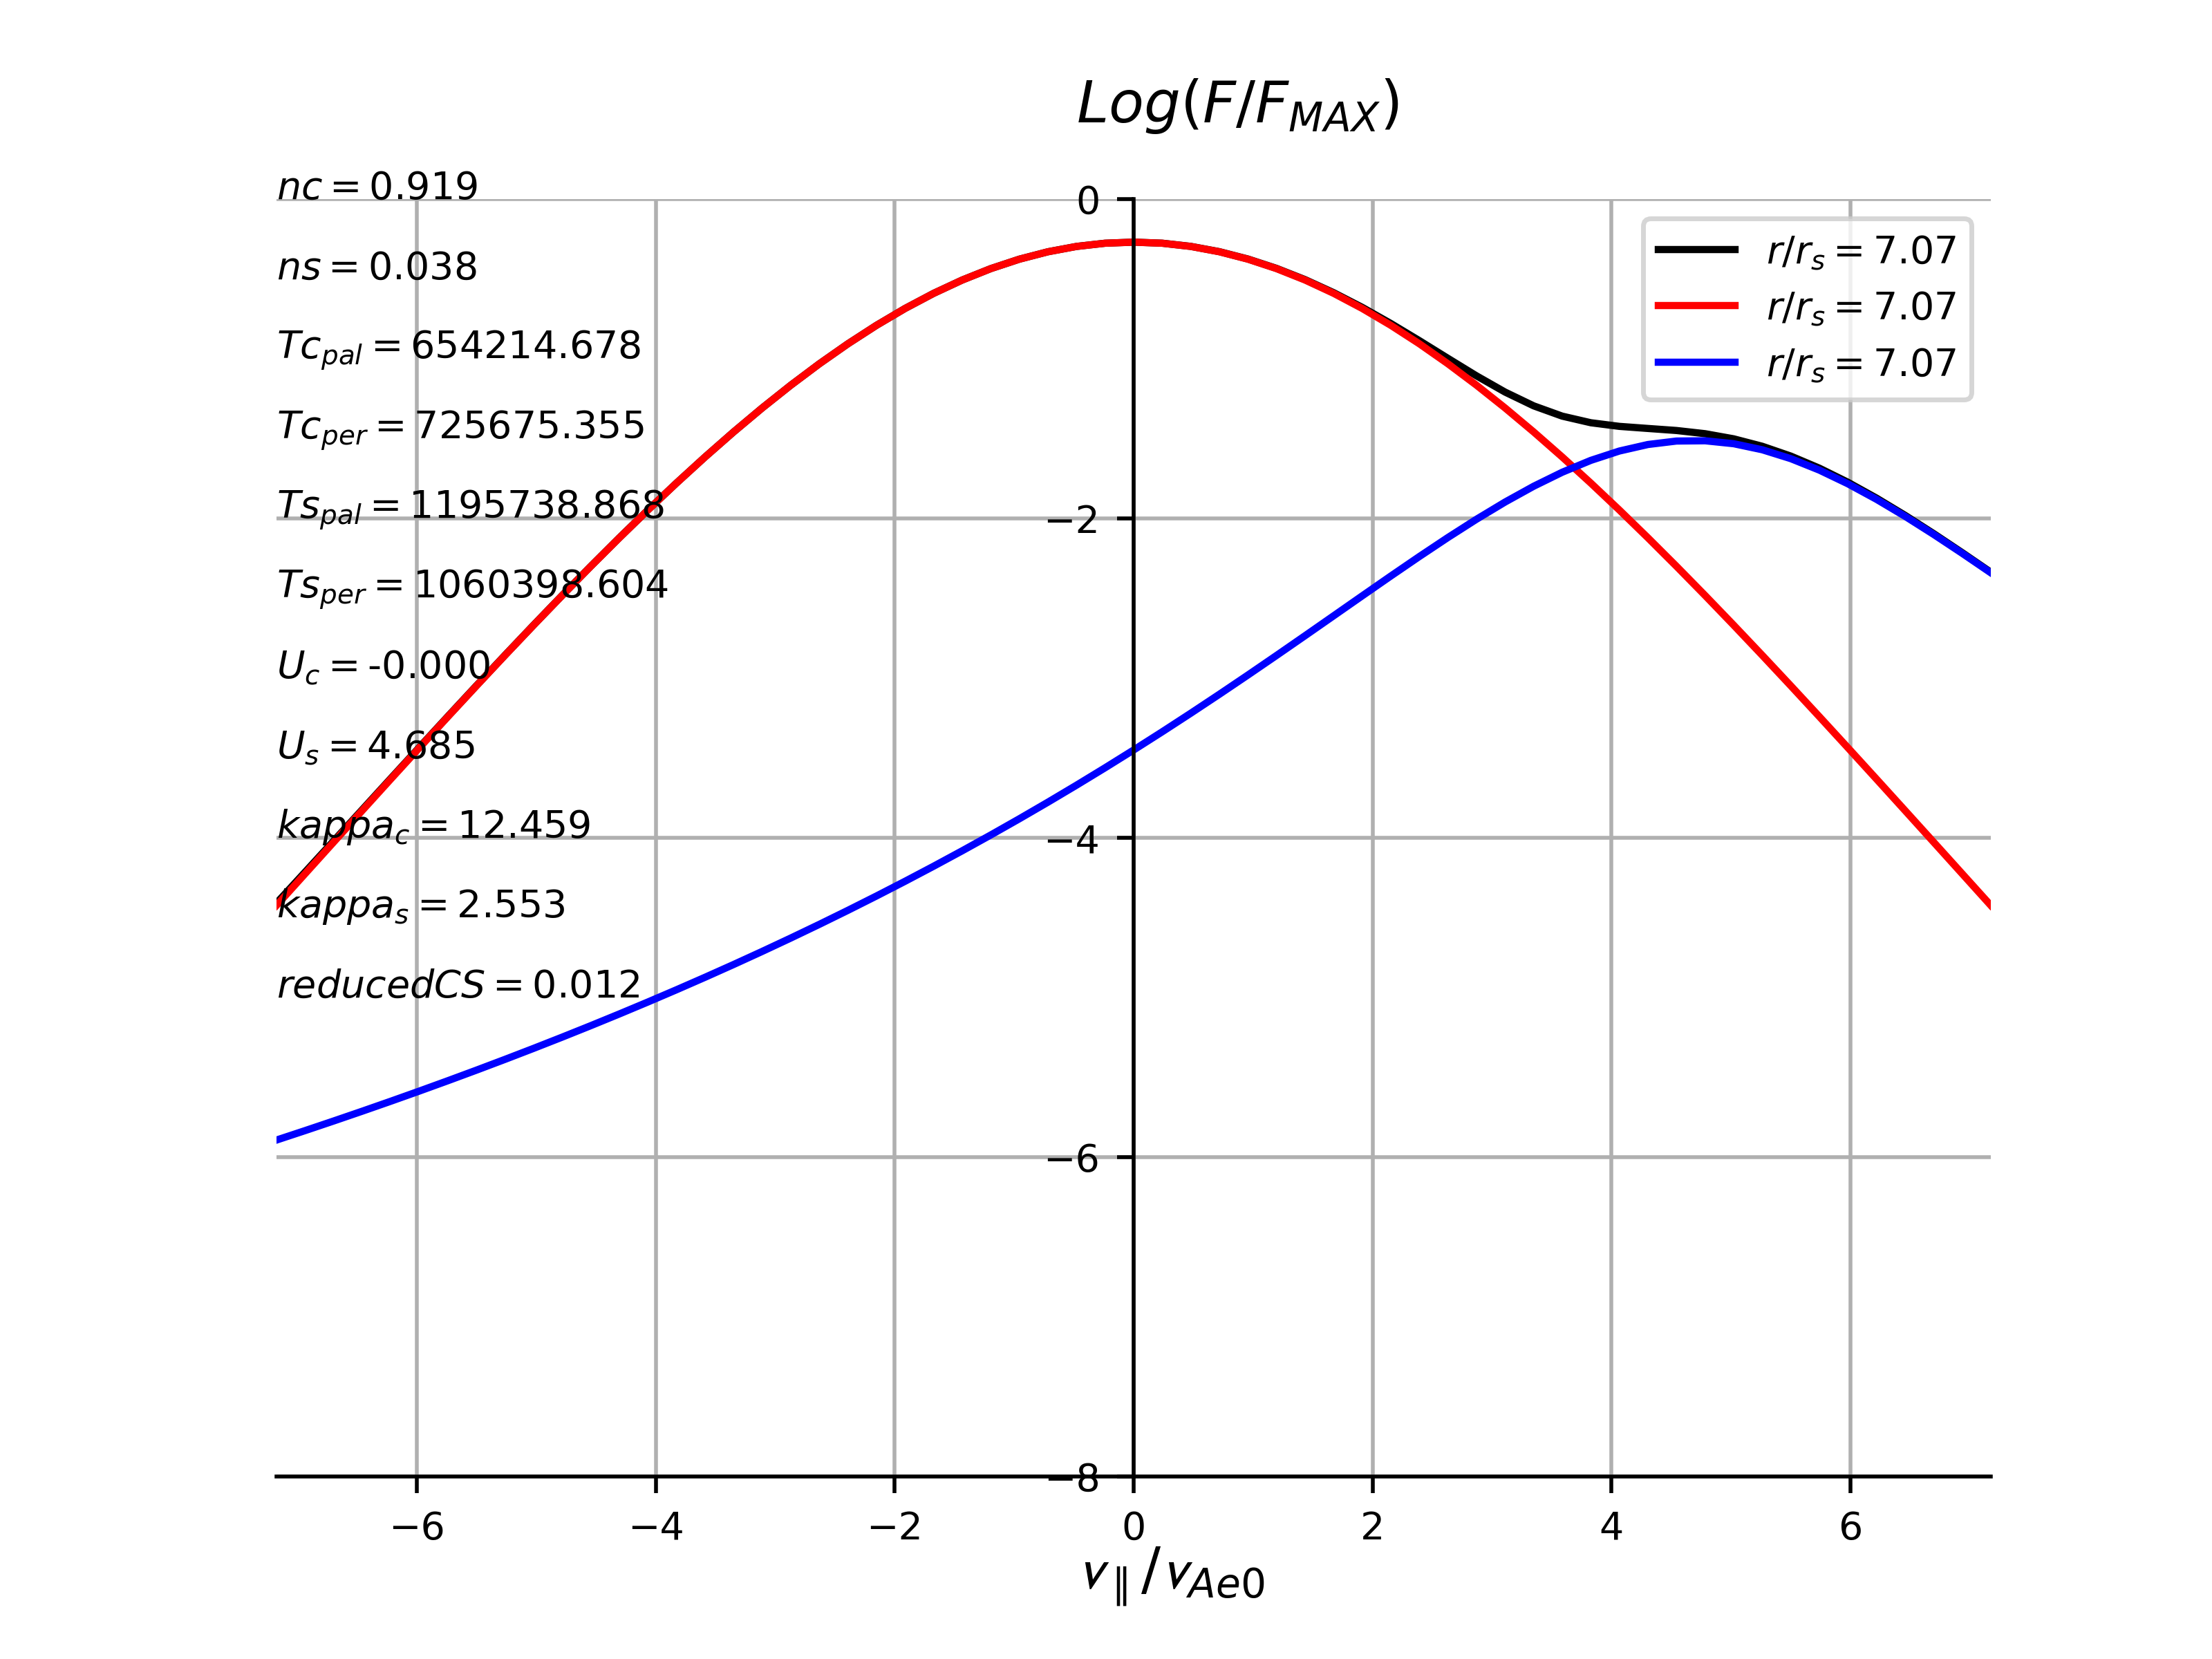 Log(F/F_MAX)
nc = 0.919
ns = 0.038
Tc_pal = 654214.678
Tc_per = 725675.355
Ts_pal = 1195738.868
Ts_per = 1060398.604
U_c = -0.000
U_s = 4.685
kappa_c = 12.459
kappa_s = 2.553
reducedCS = 0.012
r/r_s = 7.07
r/r_s = 7.07
r/r_s = 7.07
0
−2
−4
−6
−8
−6 −4 −2 0 2 4 6
v_∥/v_Ae0